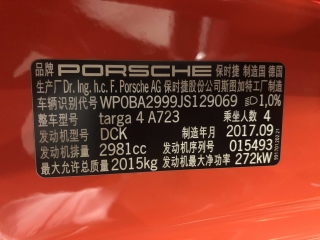 品牌 PORSCHE 保时捷 制造国 德国
生产厂 Dr. Ing. h.c. F. Porsche AG 保时捷股份公司斯图加特工厂制造
车辆识别代号 WP0BA2999JS129069 1,0%
整车型号 targa 4 A723 乘坐人数 4
发动机型号 DCK 制造年月 2017.09
发动机排量 2981cc 发动机序号 015493
最大允许总质量 2015kg 发动机最大净功率 272kW